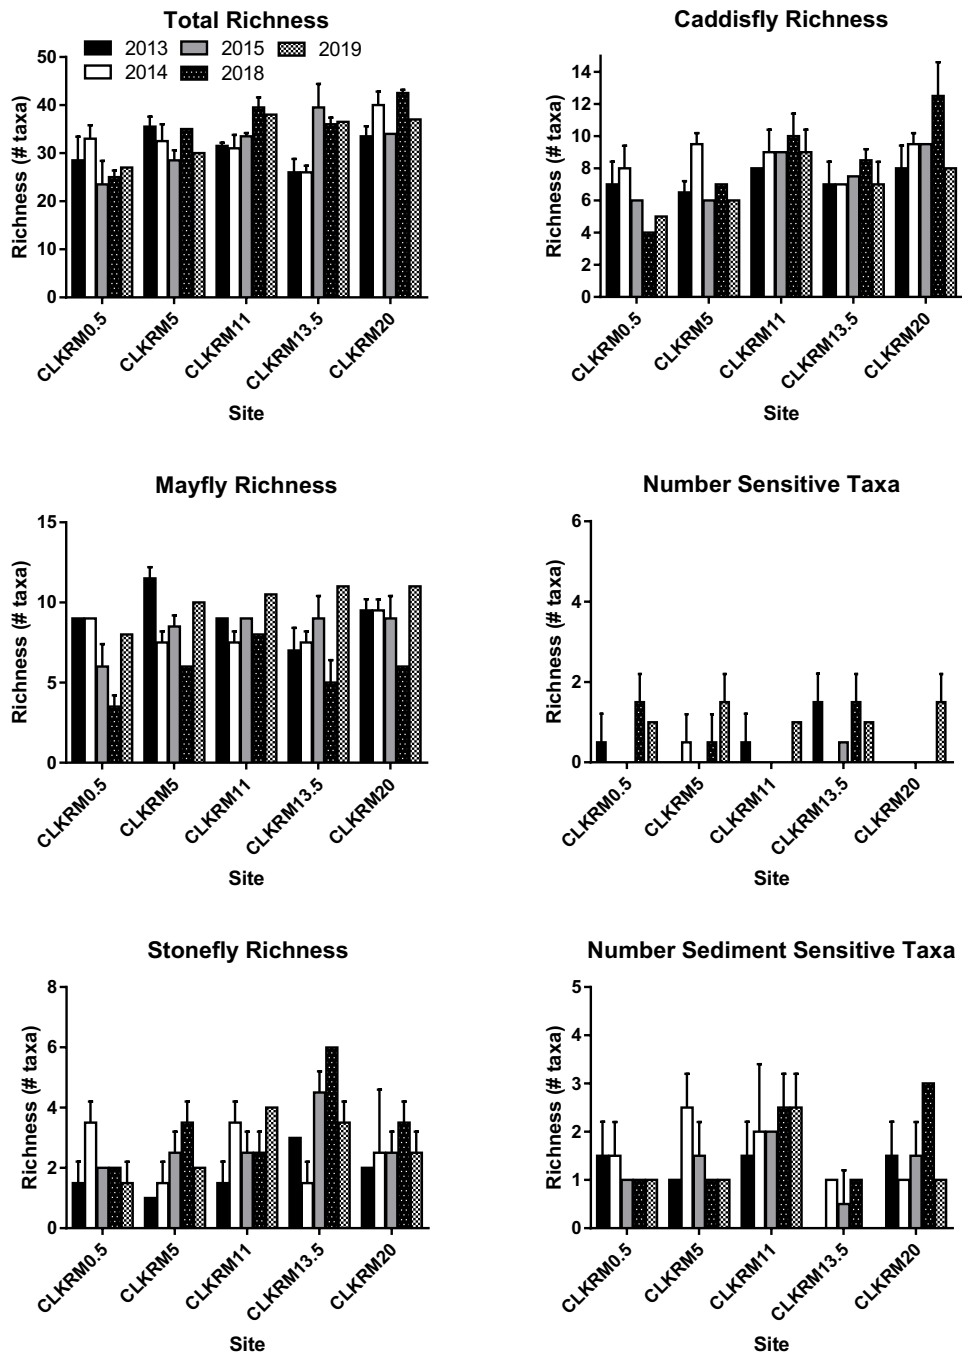 Total Richness
2013 2015 2019
2014 2018
Richness (# taxa)
50
40
30
20
10
0
CLKRM0.5 CLKRM5 CLKRM11 CLKRM13.5 CLKRM20
Site
Caddisfly Richness
Richness (# taxa)
14
12
10
8
6
4
2
0
CLKRM0.5 CLKRM5 CLKRM11 CLKRM13.5 CLKRM20
Site
Mayfly Richness
Richness (# taxa)
15
10
5
0
CLKRM0.5 CLKRM5 CLKRM11 CLKRM13.5 CLKRM20
Site
Number Sensitive Taxa
Richness (# taxa)
6
4
2
0
CLKRM0.5 CLKRM5 CLKRM11 CLKRM13.5 CLKRM20
Site
Stonefly Richness
Richness (# taxa)
8
6
4
2
0
CLKRM0.5 CLKRM5 CLKRM11 CLKRM13.5 CLKRM20
Site
Number Sediment Sensitive Taxa
Richness (# taxa)
5
4
3
2
1
0
CLKRM0.5 CLKRM5 CLKRM11 CLKRM13.5 CLKRM20
Site